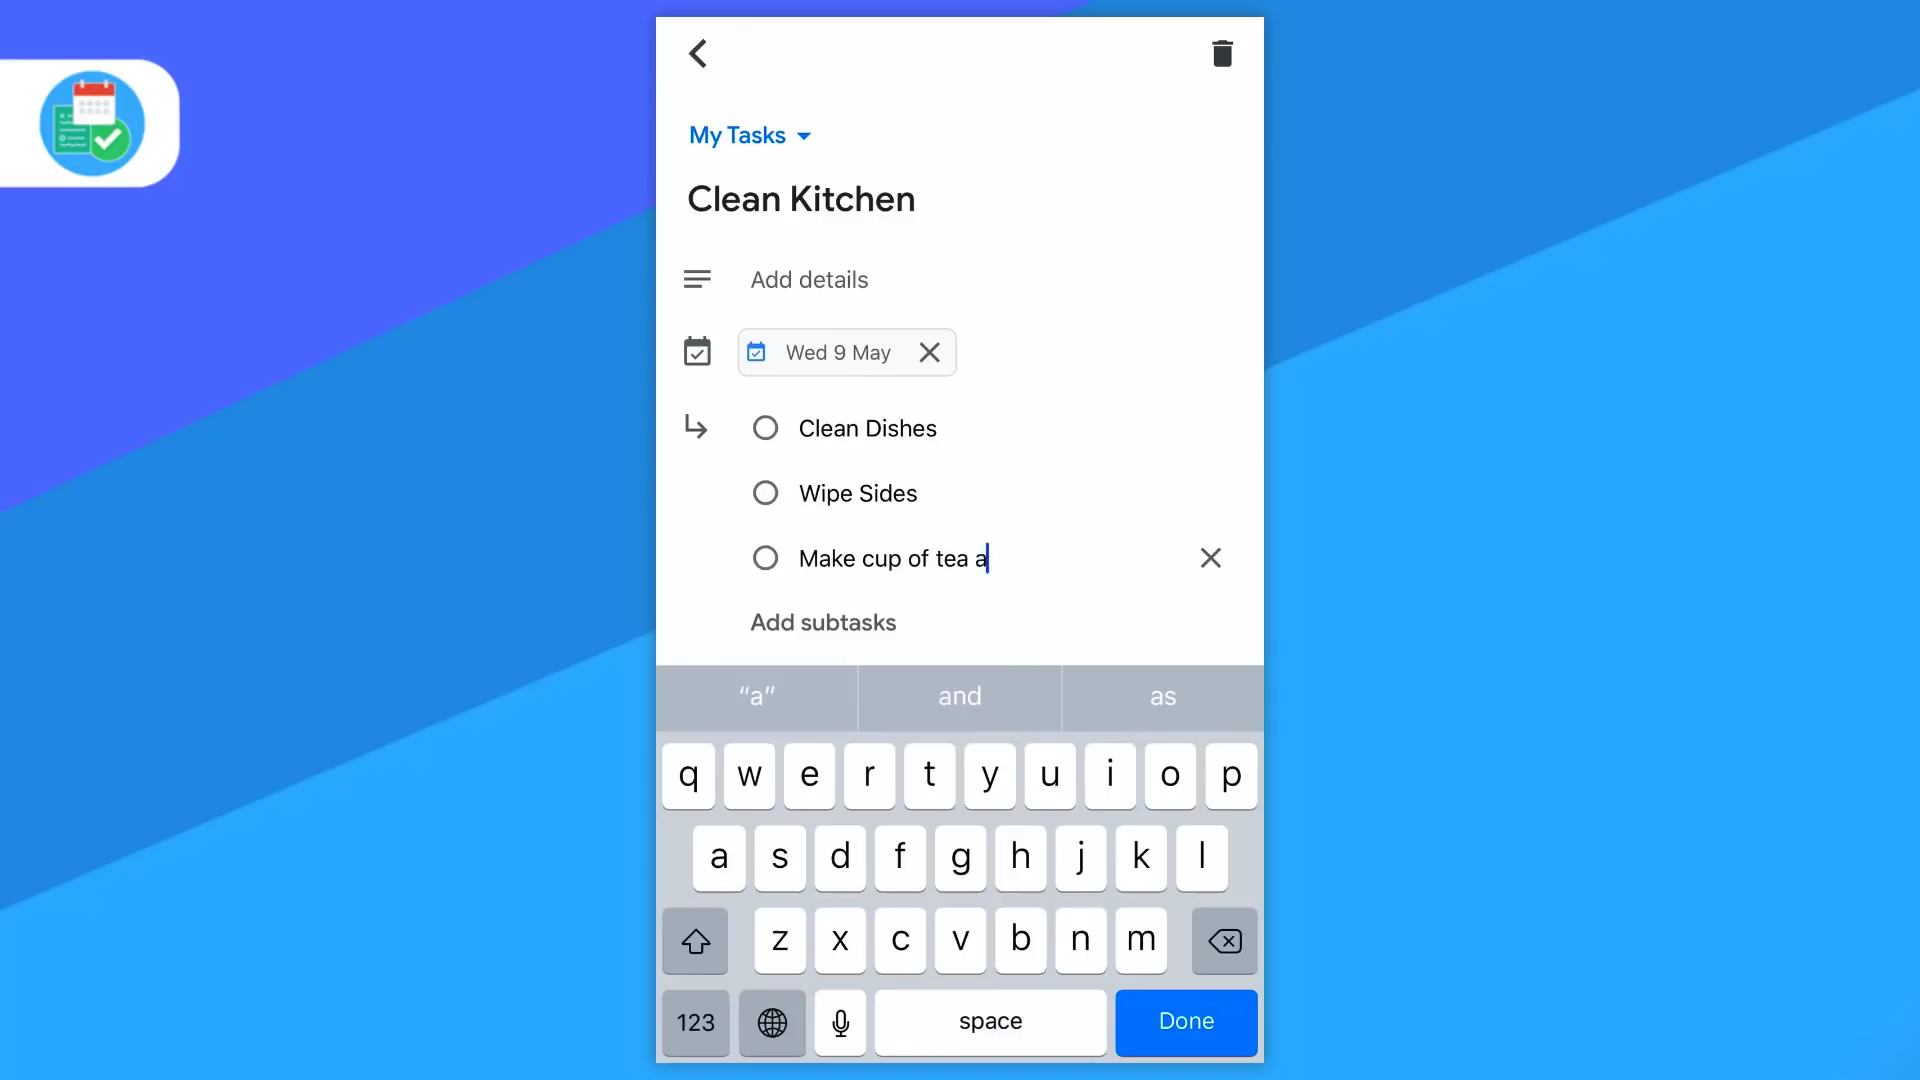 My Tasks
Clean Kitchen
Add details
Wed 9 May
Clean Dishes
Wipe Sides
Make cup of tea a
Add subtasks
“a” and as
q w e r t y u i o p
a s d f g h j k l
z x c v b n m
123 space Done